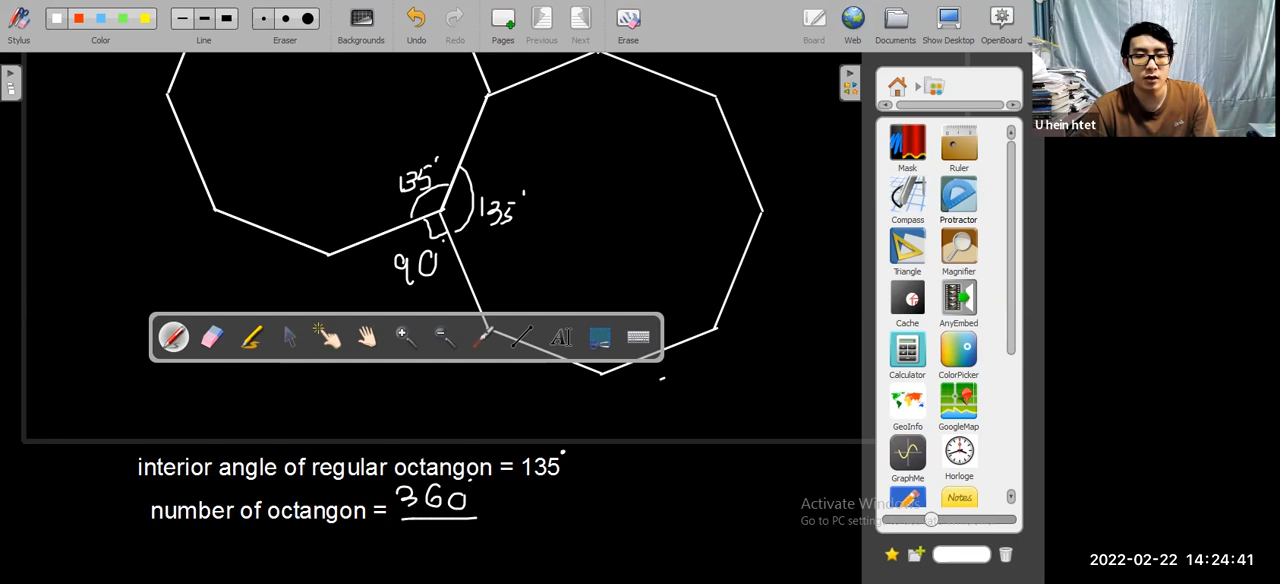 Stylus
Color
Line
Eraser
Backgrounds
Undo
Redo
Pages
Previous
Next
Erase
Board
Web
Documents
Show Desktop
OpenBoard
U hein htet
135°
135°
90
AI
interior angle of regular octangon = 135°
number of octangon = 360°
Mask
Ruler
Compass
Protractor
Triangle
Magnifier
Cache
AnyEmbed
Calculator
ColorPicker
GeoInfo
GoogleMap
GraphMe
Horloge
Notes
Activate Windows
Go to PC setti
2022-02-22 14:24:41